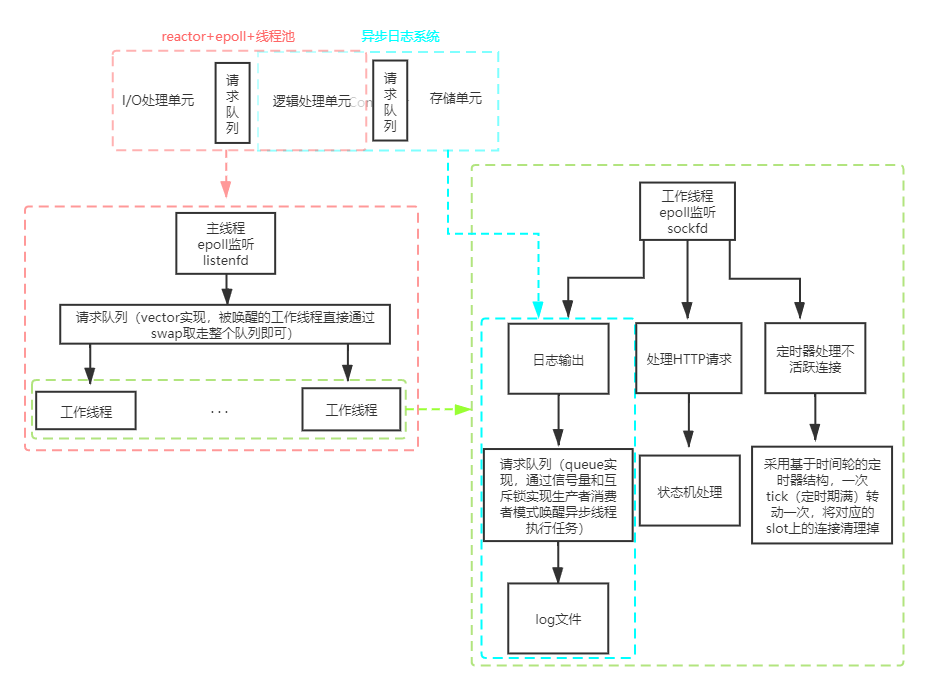 reactor+epoll+线程池
异步日志系统
I/O处理单元
请
求
队
列
逻辑处理单元
请
求
队
列
存储单元
主线程
epoll监听
listenfd
请求队列（vector实现，被唤醒的工作线程直接通过
swap取走整个队列即可）
工作线程
. . .
工作线程
工作线程
epoll监听
sockfd
日志输出
处理HTTP请求
定时器处理不
活跃连接
请求队列（queue实
现，通过信号量和互
斥锁实现生产者消费
者模式唤醒异步线程
执行任务）
状态机处理
采用基于时间轮的定
时器结构，一次
tick（定时期满）转
动一次，将对应的
slot上的连接清理掉
log文件